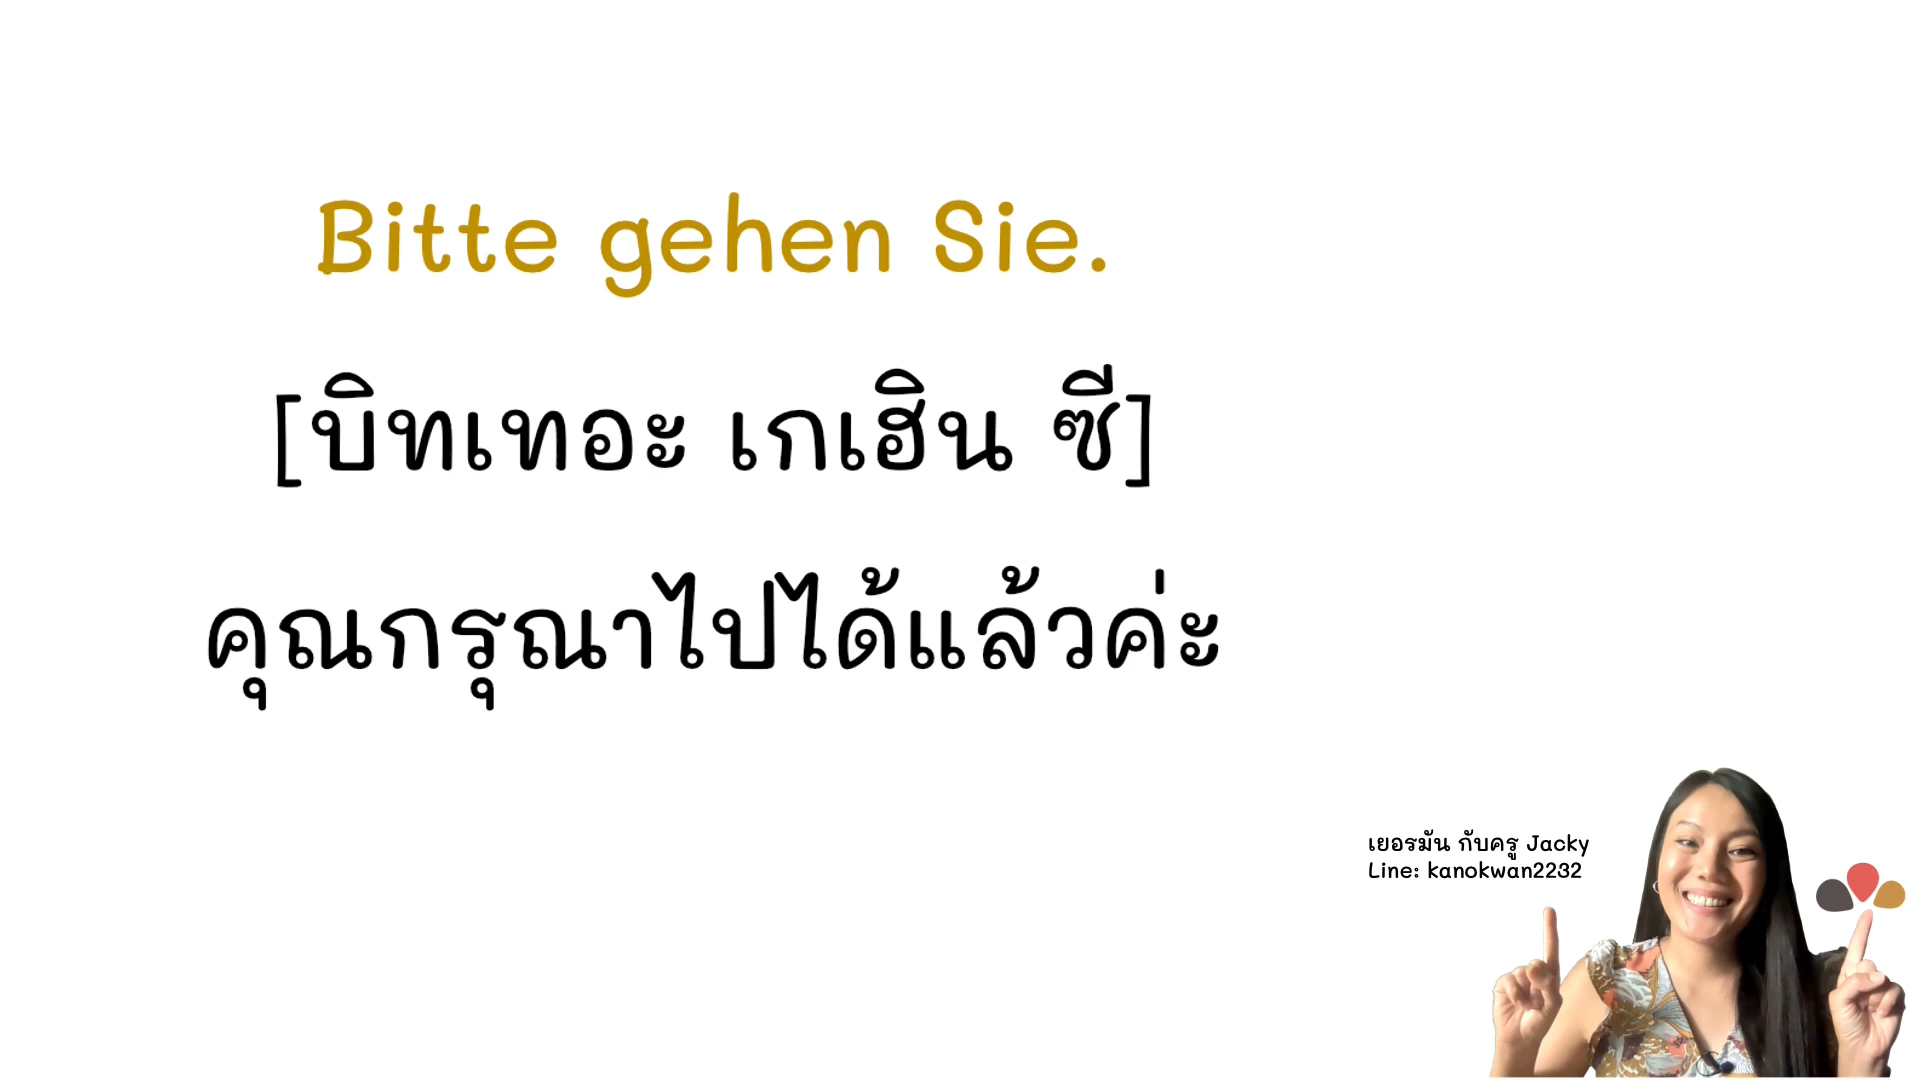 Bitte gehen Sie.
[บิทเทอะ เกเฮิน ซี]
คุณกรุณาไปได้แล้วค่ะ
เยอรมัน กับครู Jacky
Line: kanokwan2232